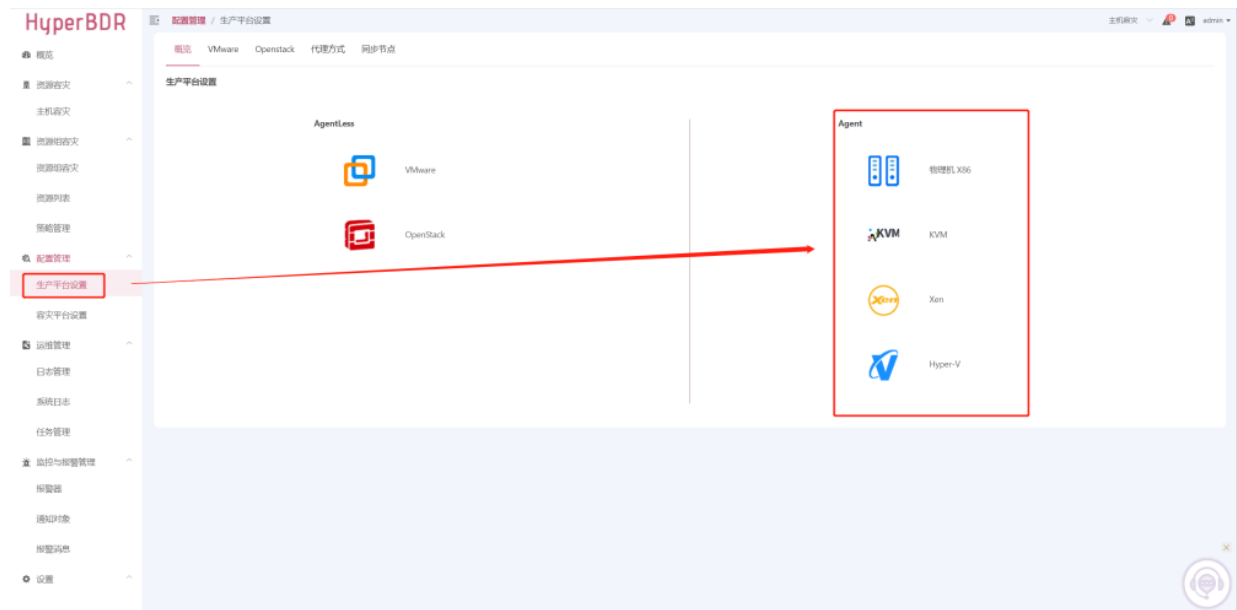 HyperBDR
配置管理 / 生产平台设置
主机容灾
admin
概览
资源容灾
主机容灾
资源组容灾
资源组容灾
资源列表
策略管理
配置管理
生产平台设置
容灾平台设置
运维管理
日志管理
系统日志
任务管理
监控与报警管理
报警器
通知对象
报警消息
设置
概览 VMware Openstack 代理方式 同步节点
生产平台设置
AgentLess
VMware
OpenStack
Agent
物理机 X86
KVM KVM
Xen Xen
Hyper-V